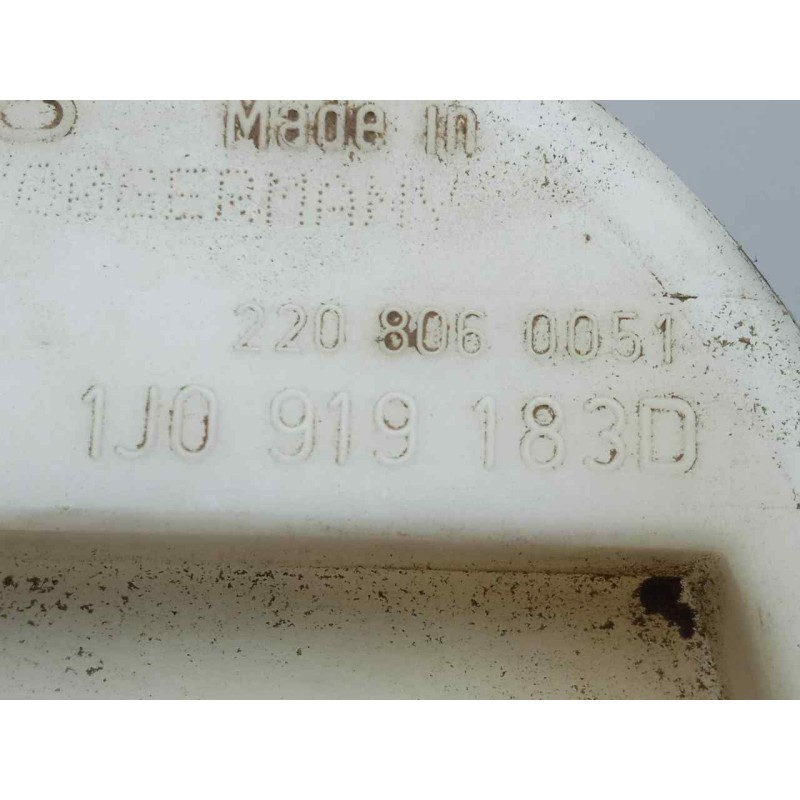 Made in
GERMANY
220 806 0051
1J0 919 183D